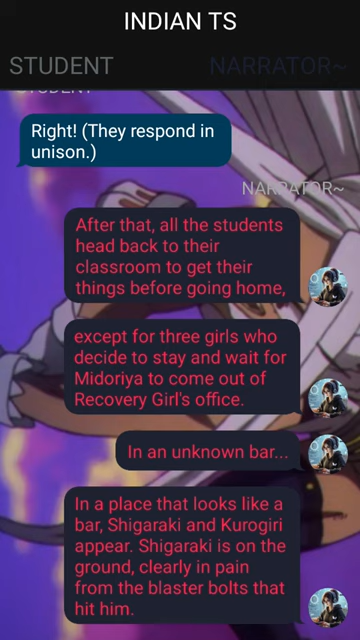 INDIAN TS
STUDENT
NARRATOR~
STUDENT
Right! (They respond in
unison.)
NARRATOR~
After that, all the students
head back to their
classroom to get their
things before going home,
except for three girls who
decide to stay and wait for
Midoriya to come out of
Recovery Girl's office.
In an unknown bar...
In a place that looks like a
bar, Shigaraki and Kurogiri
appear. Shigaraki is on the
ground, clearly in pain
from the blaster bolts that
hit him.